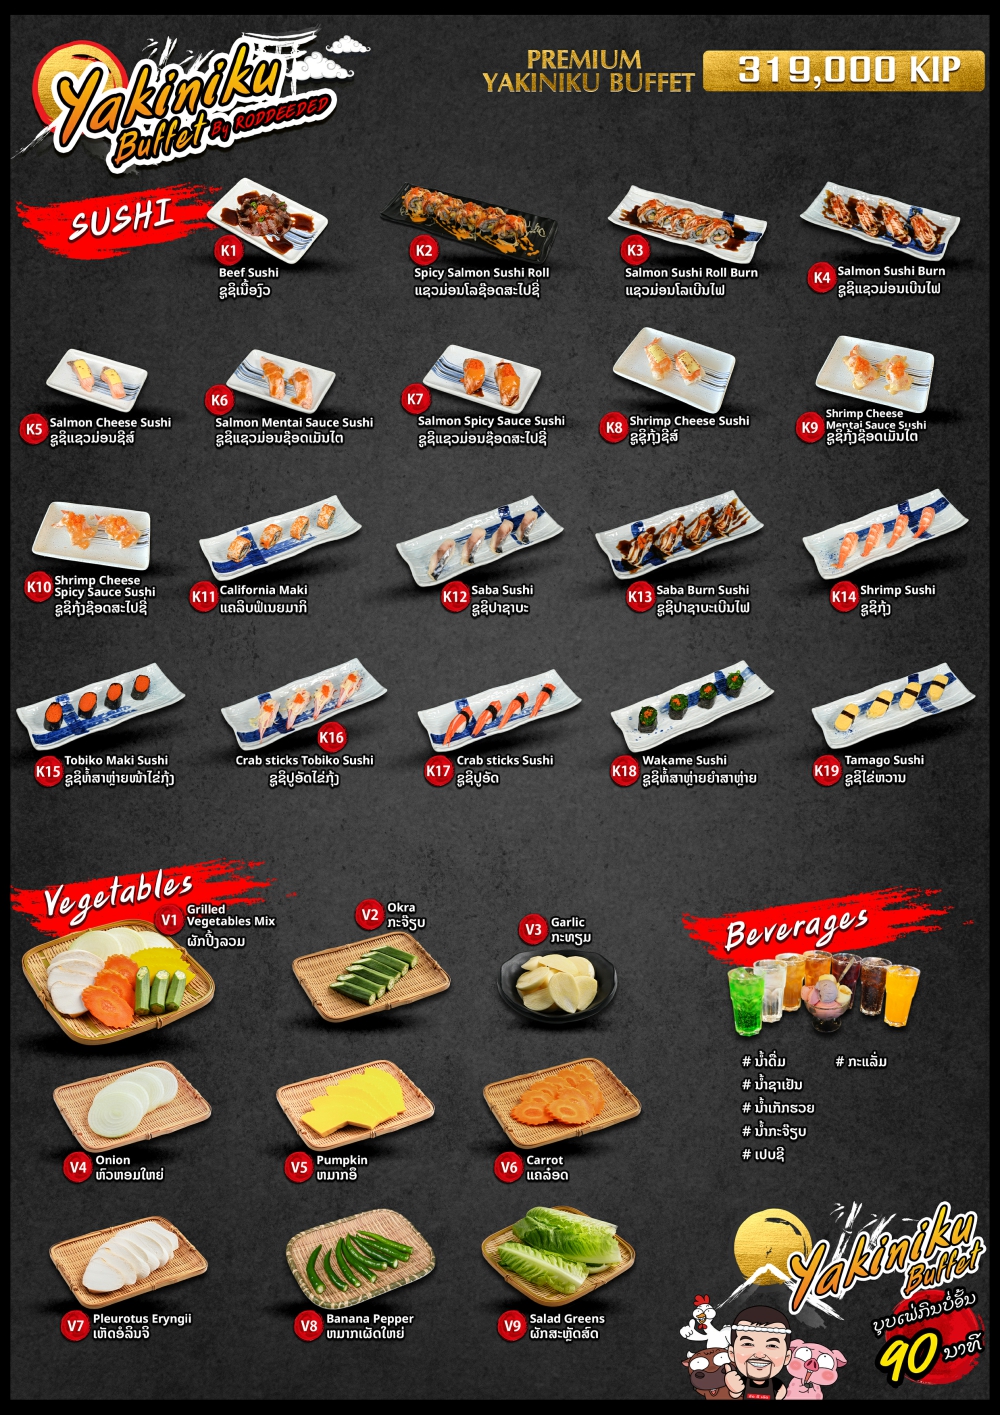 Yakiniku
Buffet By RODDEEDED
PREMIUM
YAKINIKU BUFFET
319,000 KIP
SUSHI
K1
Beef Sushi
ຊູຊິເນື້ອງົວ
K2
Spicy Salmon Sushi Roll
ແຊວມ່ອນໂລຊ໊ອດສະໄປຊີ່
K3
Salmon Sushi Roll Burn
ແຊວມ່ອນໂລເບີນໄຟ
K4
Salmon Sushi Burn
ຊູຊິແຊວມ່ອນເບີນໄຟ
K5
Salmon Cheese Sushi
ຊູຊິແຊວມ່ອນຊີສ໌
K6
Salmon Mentai Sauce Sushi
ຊູຊິແຊວມ່ອນຊ໊ອດເມັນໄຕ
K7
Salmon Spicy Sauce Sushi
ຊູຊິແຊວມ່ອນຊ໊ອດສະໄປຊີ່
K8
Shrimp Cheese Sushi
ຊູຊິກຸ້ງຊີສ໌
K9
Shrimp Cheese
Mentai Sauce Sushi
ຊູຊິກຸ້ງຊ໊ອດເມັນໄຕ
K10
Shrimp Cheese
Spicy Sauce Sushi
ຊູຊິກຸ້ງຊ໊ອດສະໄປຊີ່
K11
California Maki
ແຄລິບຟໍເນຍມາກິ
K12
Saba Sushi
ຊູຊິປາຊາບະ
K13
Saba Burn Sushi
ຊູຊິປາຊາບະເບີນໄຟ
K14
Shrimp Sushi
ຊູຊິກຸ້ງ
K15
Tobiko Maki Sushi
ຊູຊິຫໍ່ສາຫຼ່າຍໜ້າໄຂ່ກຸ້ງ
K16
Crab sticks Tobiko Sushi
ຊູຊິປູອັດໄຂ່ກຸ້ງ
K17
Crab sticks Sushi
ຊູຊິປູອັດ
K18
Wakame Sushi
ຊູຊິຫໍ່ສາຫຼ່າຍຍຳສາຫຼ່າຍ
K19
Tamago Sushi
ຊູຊິໄຂ່ຫວານ
Vegetables
V1
Grilled
Vegetables Mix
ຜັກປີ້ງລວມ
V2
Okra
ກະຈ໊ຽບ
V3
Garlic
ກະທຽມ
V4
Onion
ຫົວຫອມໃຫຍ່
V5
Pumpkin
ຫມາກອຶ
V6
Carrot
ແຄລ໋ອດ
V7
Pleurotus Eryngii
ເຫັດອໍລິນຈິ
V8
Banana Pepper
ຫມາກເຜັດໃຫຍ່
V9
Salad Greens
ຜັກສະຫຼັດສົດ
Beverages
# ນ້ຳດື່ມ
# ກະແລັ່ມ
# ນ້ຳຊາເຢັນ
# ນ້ຳເກັກຮວຍ
# ນ້ຳກະຈ໊ຽບ
# ເປບຊີ
Yakiniku
Buffet
ບຸບເຟ່ກິນບໍ່ອັ້ນ
90 ນາທີ